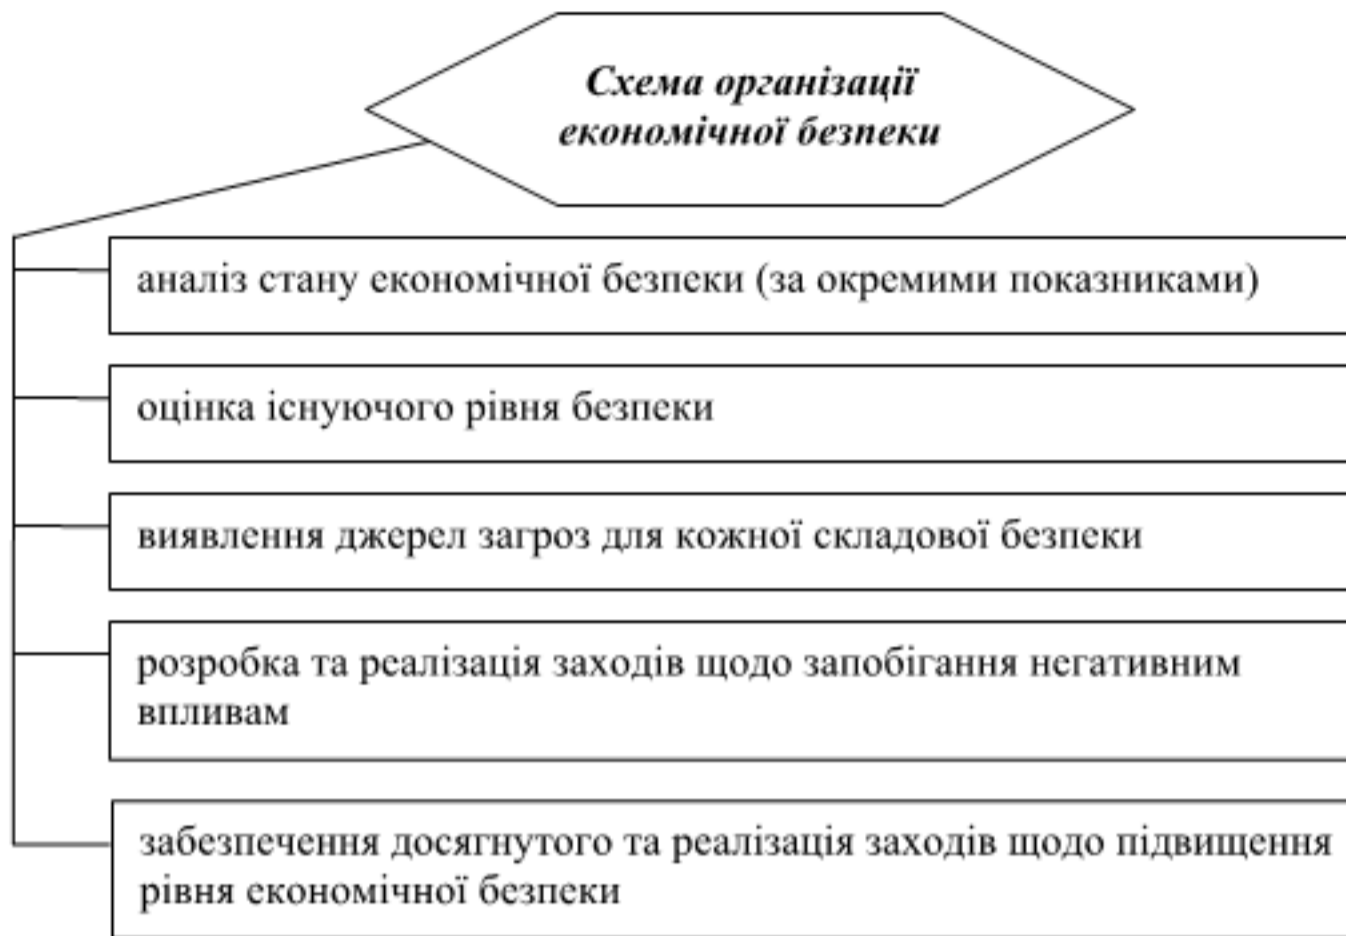 Схема організації
економічної безпеки
аналіз стану економічної безпеки (за окремими показниками)
оцінка існуючого рівня безпеки
виявлення джерел загроз для кожної складової безпеки
розробка та реалізація заходів щодо запобігання негативним
впливам
забезпечення досягнутого та реалізація заходів щодо підвищення
рівня економічної безпеки